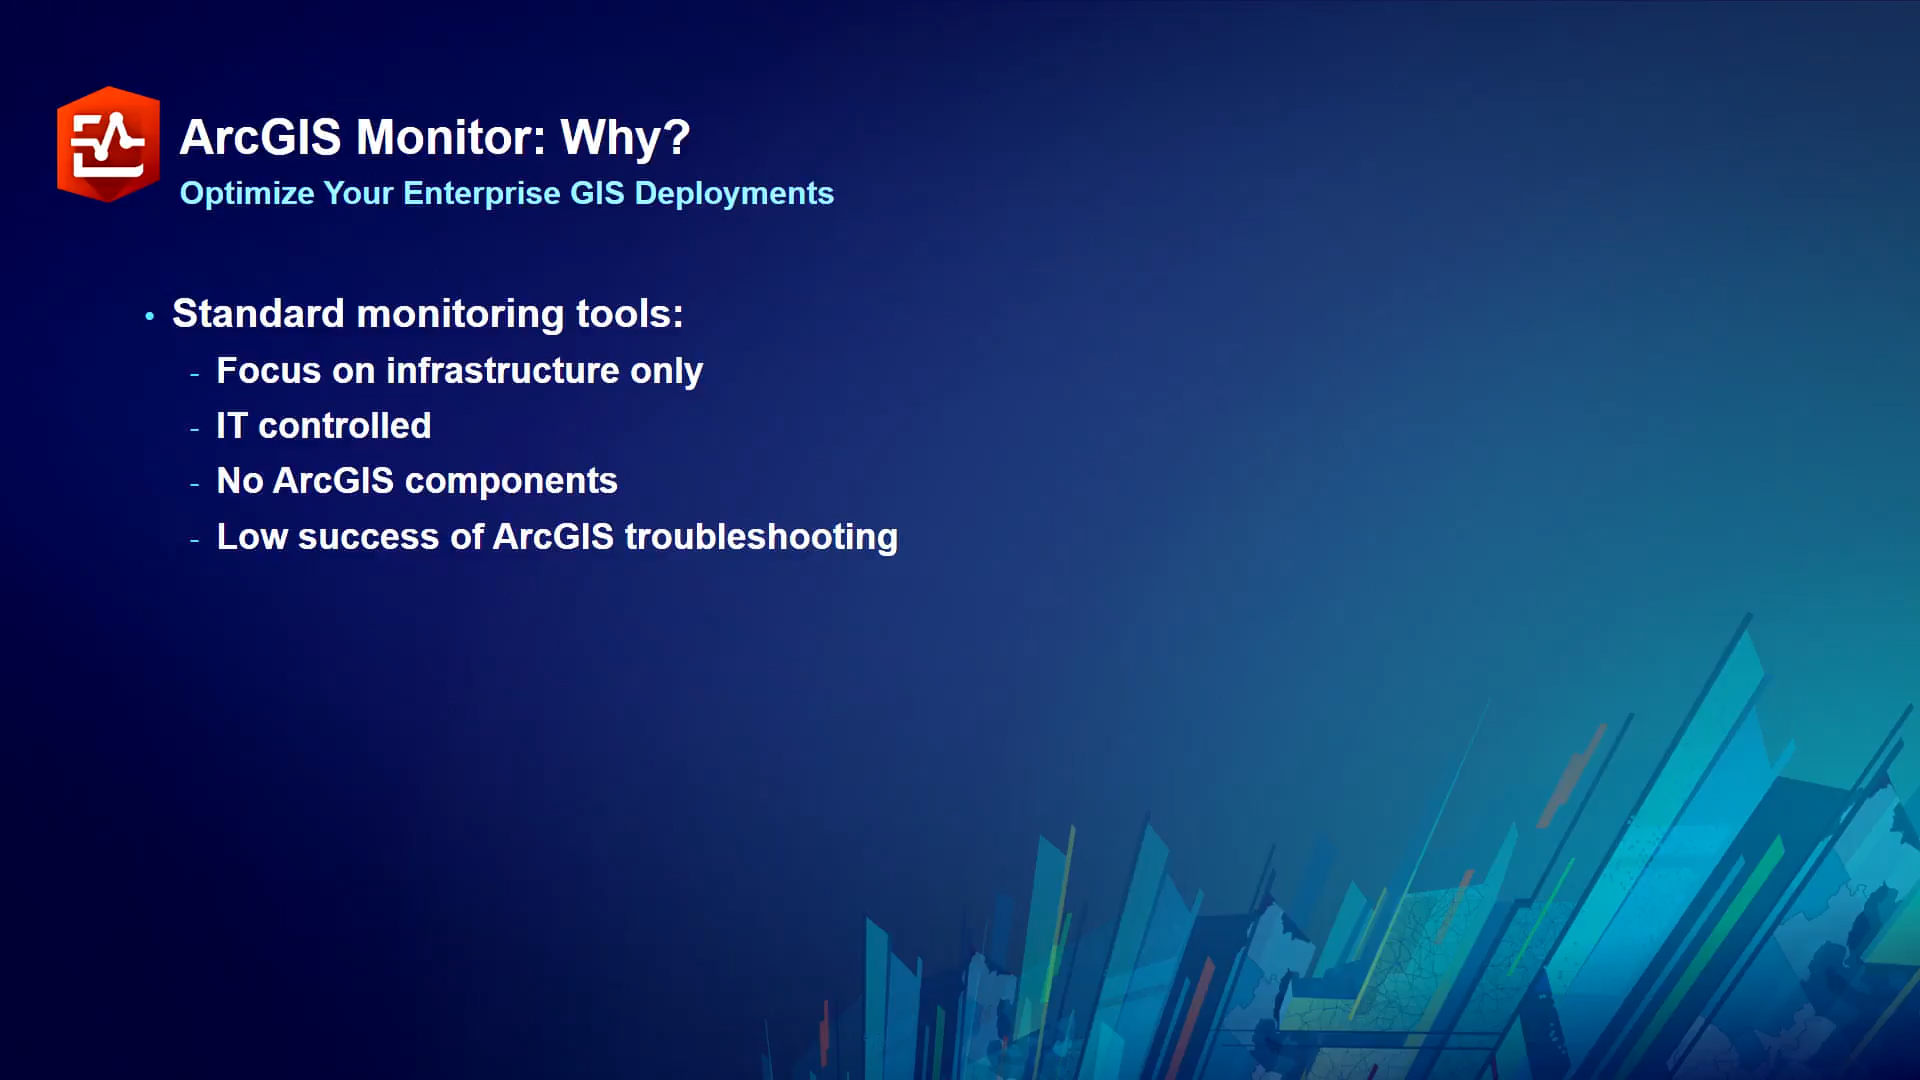 ArcGIS Monitor: Why?
Optimize Your Enterprise GIS Deployments
• Standard monitoring tools:
- Focus on infrastructure only
- IT controlled
- No ArcGIS components
- Low success of ArcGIS troubleshooting